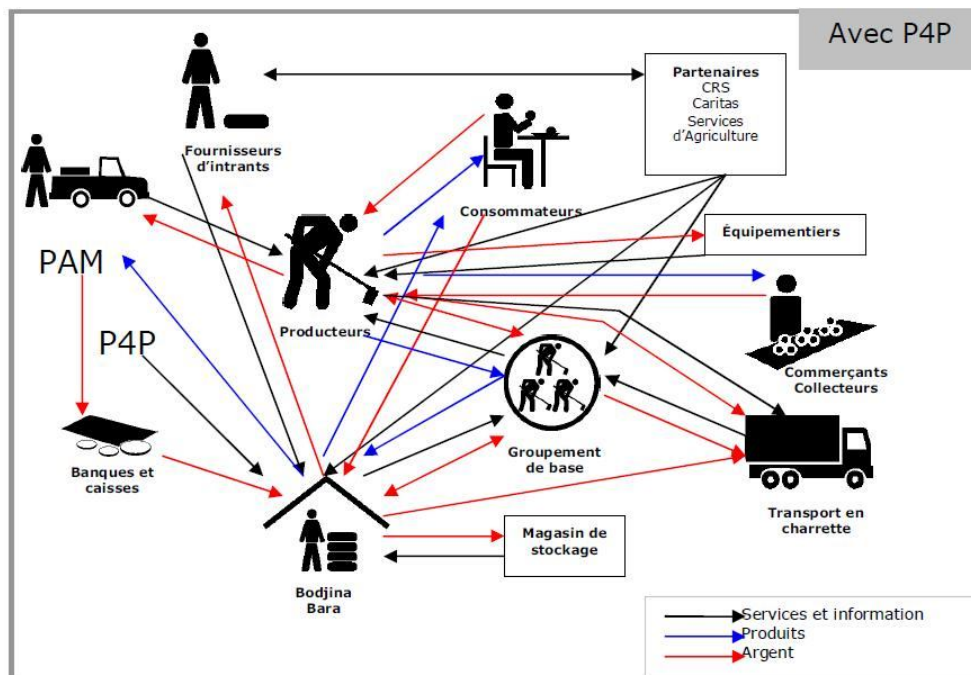 Avec P4P
Partenaires
CRS
Caritas
Services
d'Agriculture
Fournisseurs
d'intrants
Consommateurs
Équipementiers
PAM
Producteurs
P4P
Commerçants
Collecteurs
Banques et
caisses
Groupement
de base
Transport en
charrette
Magasin de
stockage
Bodjina
Bara
Services et information
Produits
Argent